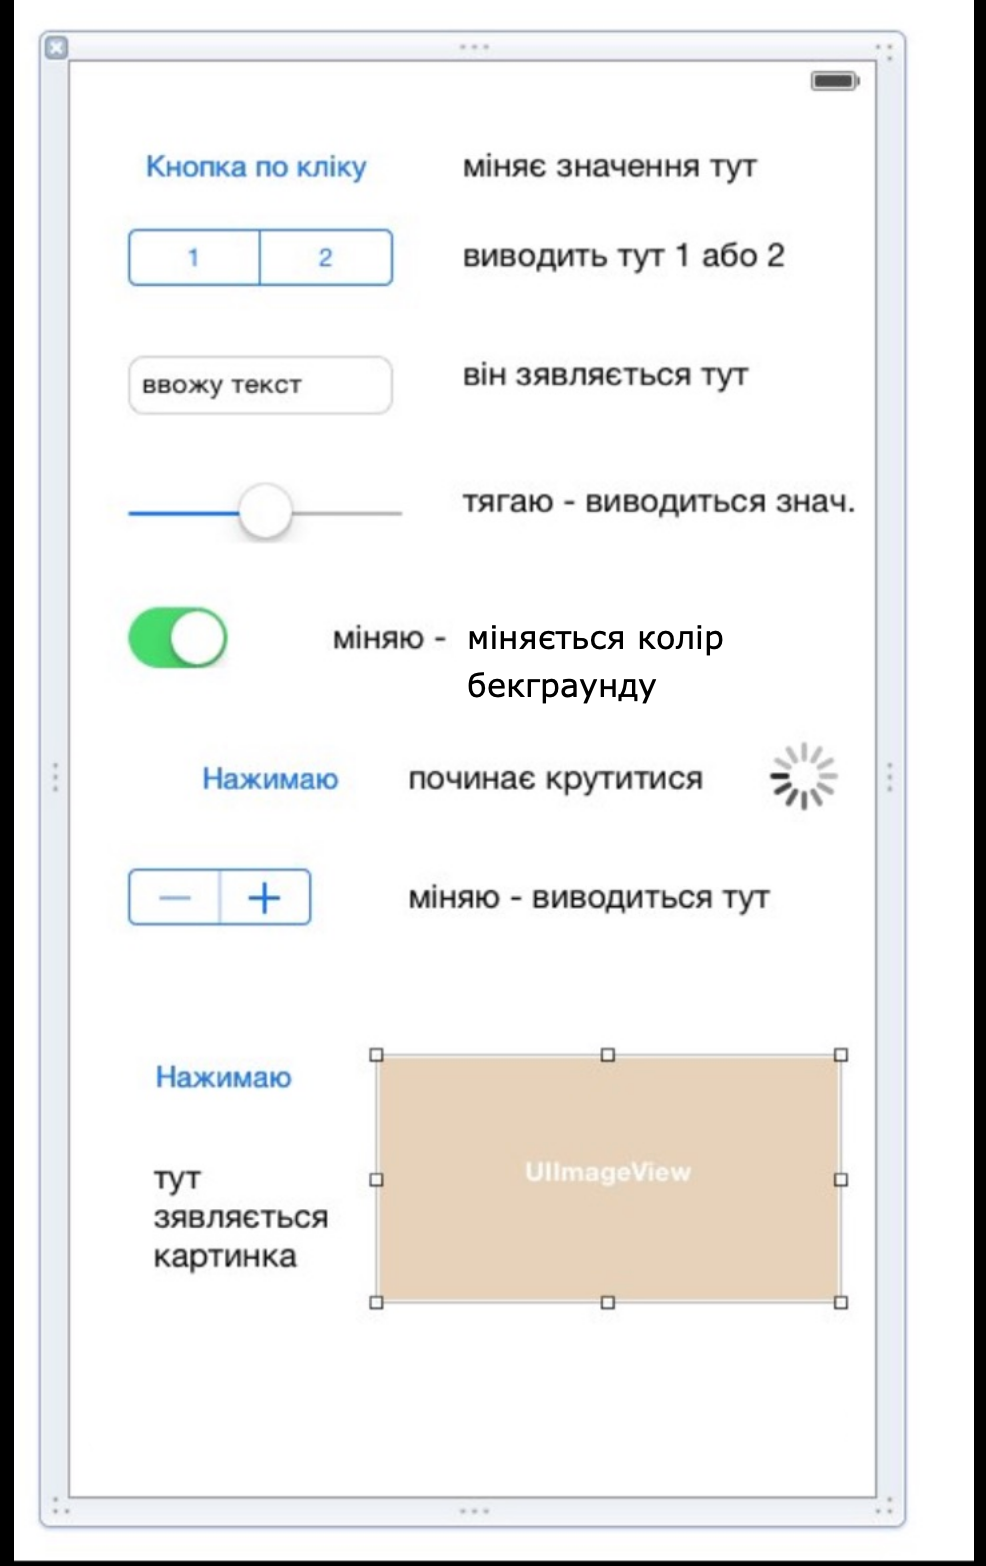 Кнопка по кліку міняє значення тут
1 2 виводить тут 1 або 2
ввожу текст він зявляється тут
тягаю - виводиться знач.
міняю - міняється колір
бекграунду
Нажимаю починає крутитися
− + міняю - виводиться тут
Нажимаю
UIImageView
тут
зявляється
картинка